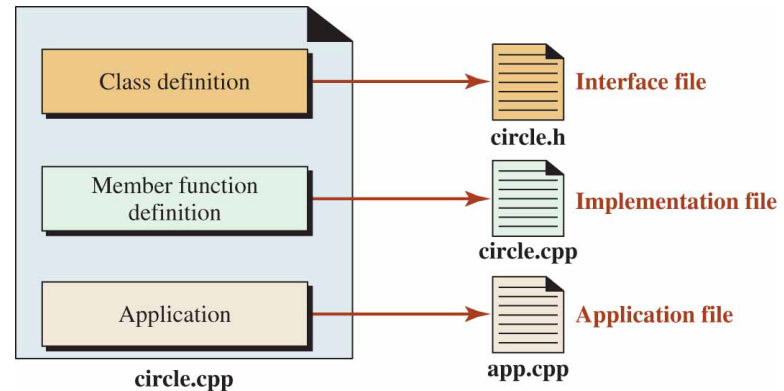 Class definition
Interface file
circle.h
Member function
definition
Implementation file
circle.cpp
Application
Application file
app.cpp
circle.cpp